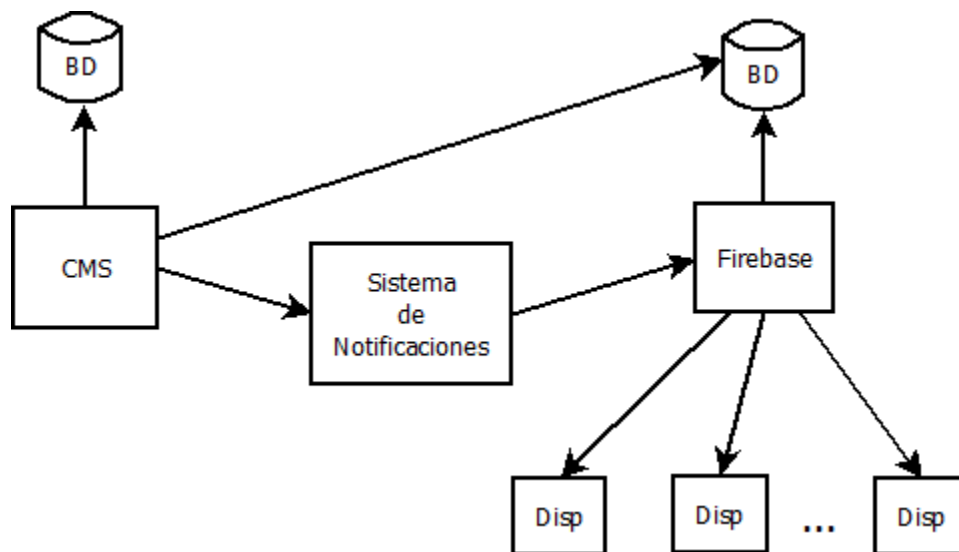 BD
BD
CMS
Sistema
de
Notificaciones
Firebase
Disp
Disp
...
Disp